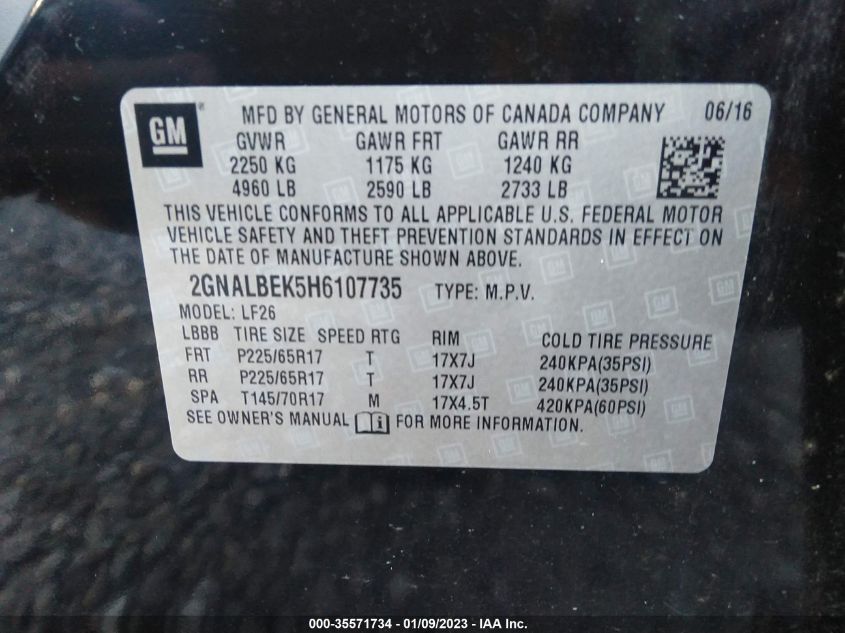 GM ® MFD BY GENERAL MOTORS OF CANADA COMPANY 06/16
GVWR GAWR FRT GAWR RR
2250 KG 1175 KG 1240 KG
4960 LB 2590 LB 2733 LB
THIS VEHICLE CONFORMS TO ALL APPLICABLE U.S. FEDERAL MOTOR
VEHICLE SAFETY AND THEFT PREVENTION STANDARDS IN EFFECT ON
THE DATE OF MANUFACTURE SHOWN ABOVE.
2GNALBEK5H6107735 TYPE: M.P.V.
MODEL: LF26
LBBB TIRE SIZE SPEED RTG RIM COLD TIRE PRESSURE
FRT P225/65R17 T 17X7J 240KPA(35PSI)
RR P225/65R17 T 17X7J 240KPA(35PSI)
SPA T145/70R17 M 17X4.5T 420KPA(60PSI)
SEE OWNER'S MANUAL FOR MORE INFORMATION.
000-35571734 - 01/09/2023 - IAA Inc.